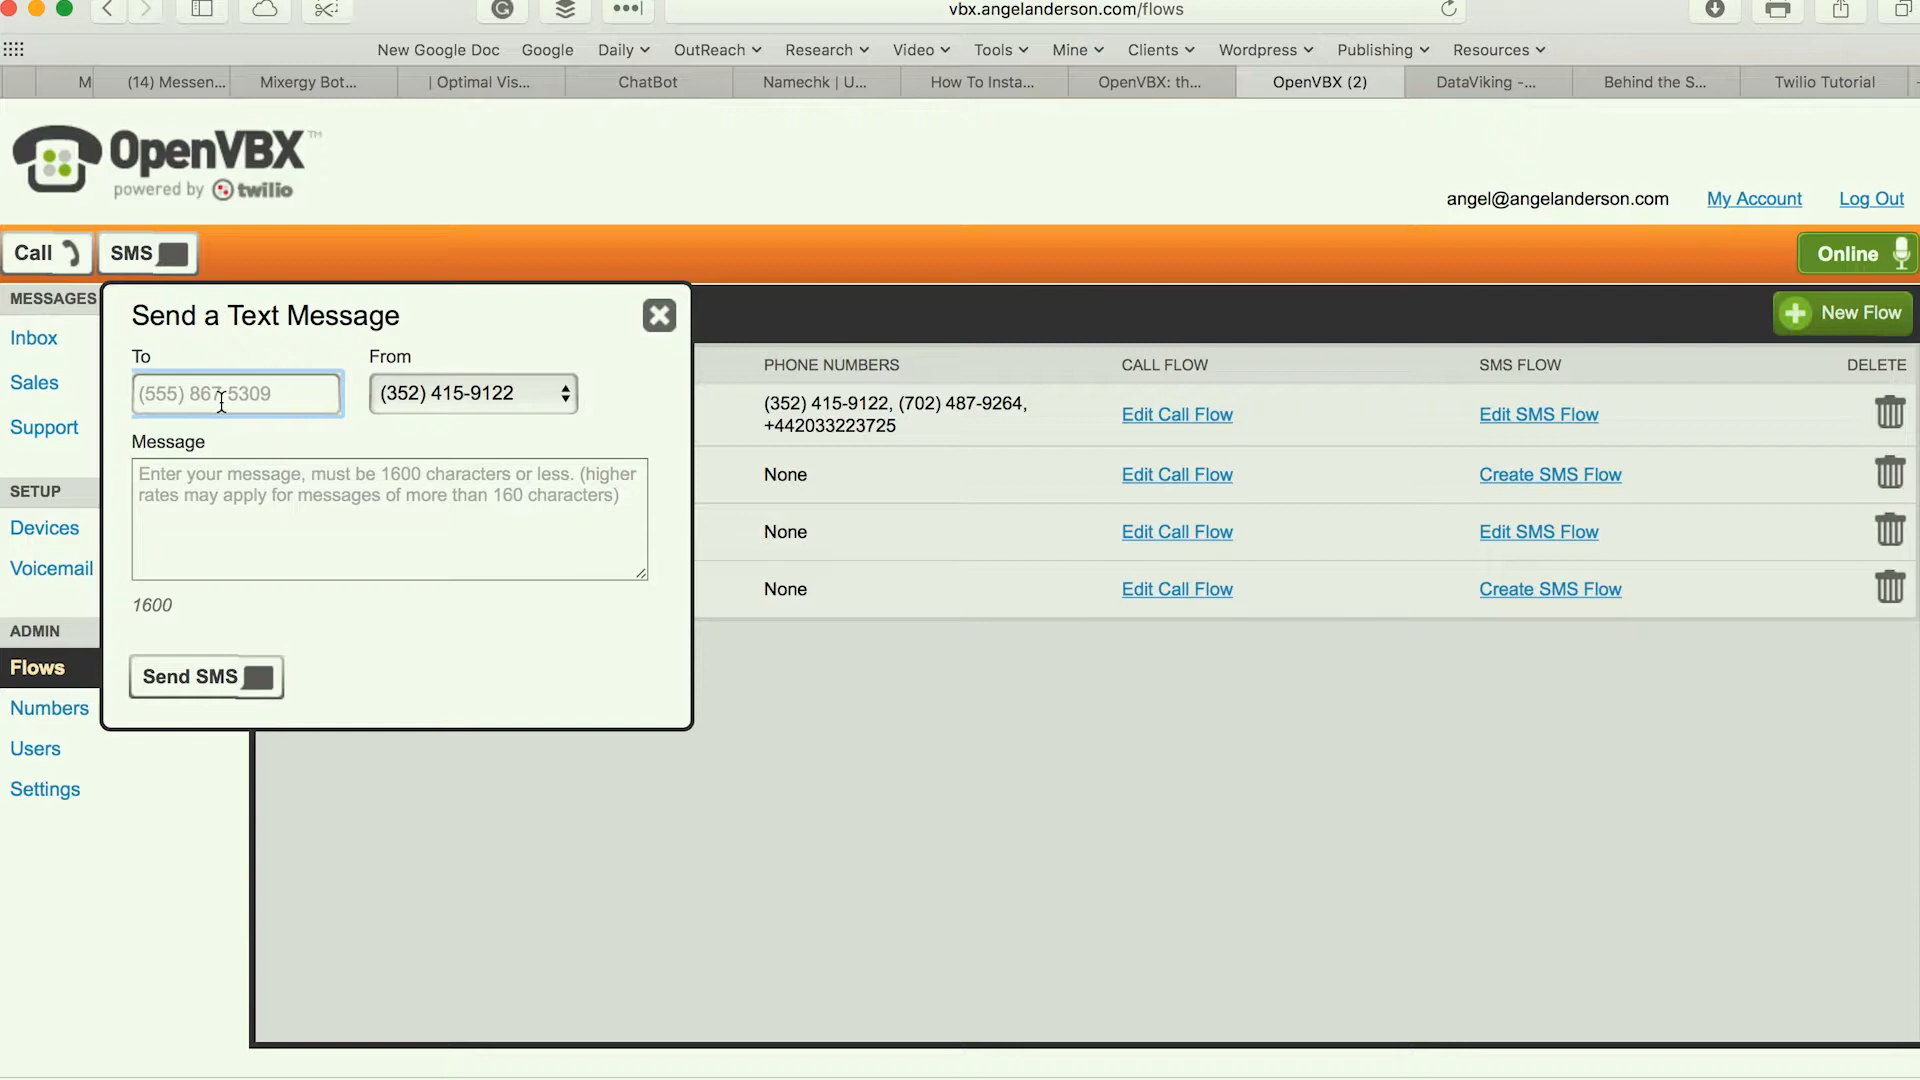 vbx.angelanderson.com/flows
New Google Doc Google Daily OutReach Research Video Tools Mine Clients Wordpress Publishing Resources
M (14) Messen... Mixergy Bot... | Optimal Vis... ChatBot Namechk | U... How To Insta... OpenVBX: th... OpenVBX (2) DataViking -... Behind the S... Twilio Tutorial
OpenVBX™
powered by twilio
angel@angelanderson.com My Account Log Out
Call SMS Online
MESSAGES
Inbox
Sales
Support
SETUP
Devices
Voicemail
ADMIN
Flows
Numbers
Users
Settings
Send a Text Message
To From
(555) 867-5309 (352) 415-9122
Message
Enter your message, must be 1600 characters or less. (higher
rates may apply for messages of more than 160 characters)
1600
Send SMS
New Flow
PHONE NUMBERS CALL FLOW SMS FLOW DELETE
(352) 415-9122, (702) 487-9264,
+442033223725 Edit Call Flow Edit SMS Flow
None Edit Call Flow Create SMS Flow
None Edit Call Flow Edit SMS Flow
None Edit Call Flow Create SMS Flow